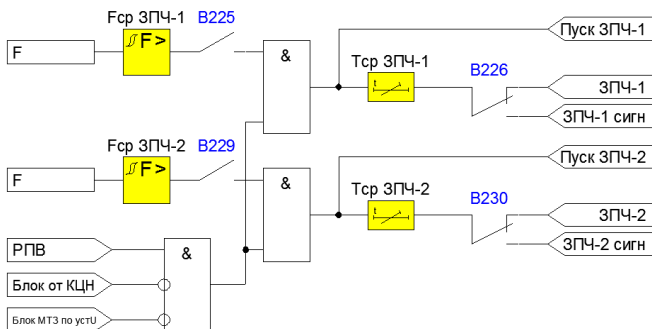 Fср ЗПЧ-1 B225
Пуск ЗПЧ-1
F
F>
&
Tср ЗПЧ-1
B226
t
ЗПЧ-1
ЗПЧ-1 сигн
Fср ЗПЧ-2 B229
Пуск ЗПЧ-2
F
F>
&
Tср ЗПЧ-2
B230
t
ЗПЧ-2
ЗПЧ-2 сигн
РПВ
&
Блок от КЦН
Блок МТЗ по устU